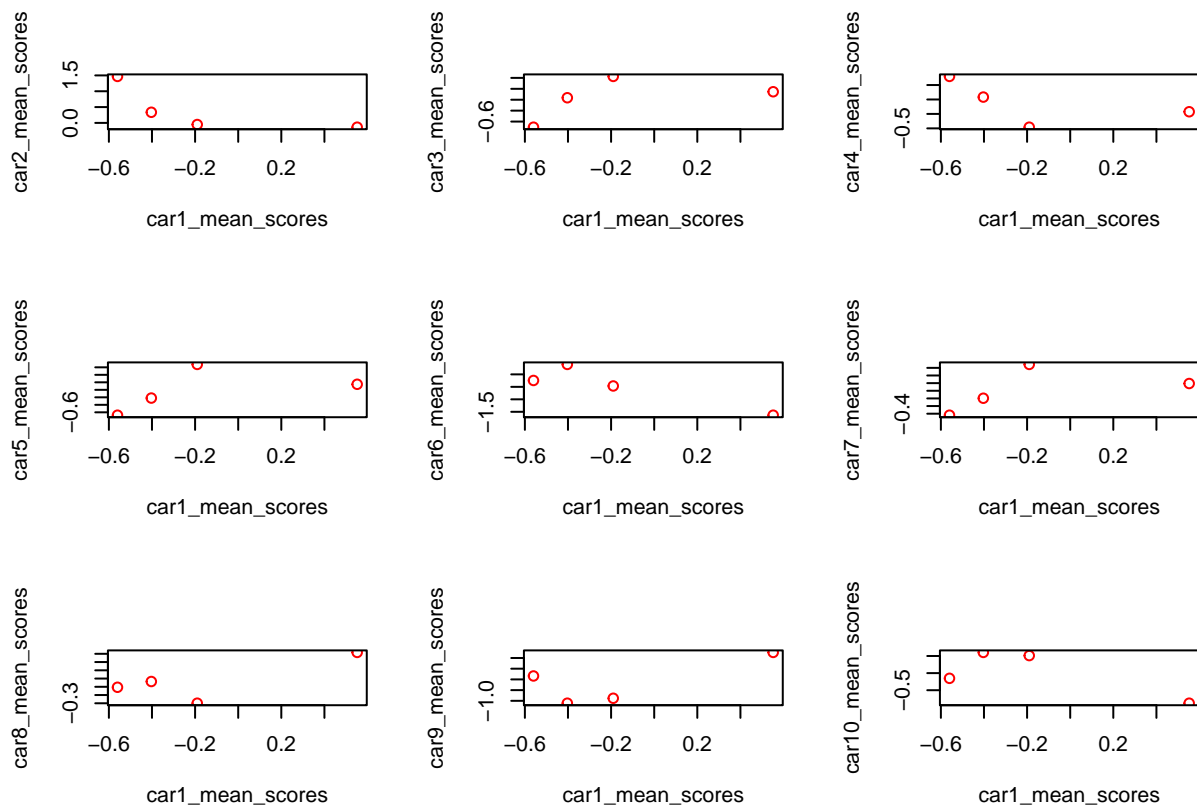 car2_mean_scores
0.0 1.5
−0.6 −0.2 0.2
car1_mean_scores
car3_mean_scores
−0.6
−0.6 −0.2 0.2
car1_mean_scores
car4_mean_scores
−0.5
−0.6 −0.2 0.2
car1_mean_scores
car5_mean_scores
−0.6
−0.6 −0.2 0.2
car1_mean_scores
car6_mean_scores
−1.5
−0.6 −0.2 0.2
car1_mean_scores
car7_mean_scores
−0.4
−0.6 −0.2 0.2
car1_mean_scores
car8_mean_scores
−0.3
−0.6 −0.2 0.2
car1_mean_scores
car9_mean_scores
−1.0
−0.6 −0.2 0.2
car1_mean_scores
car10_mean_scores
−0.5
−0.6 −0.2 0.2
car1_mean_scores